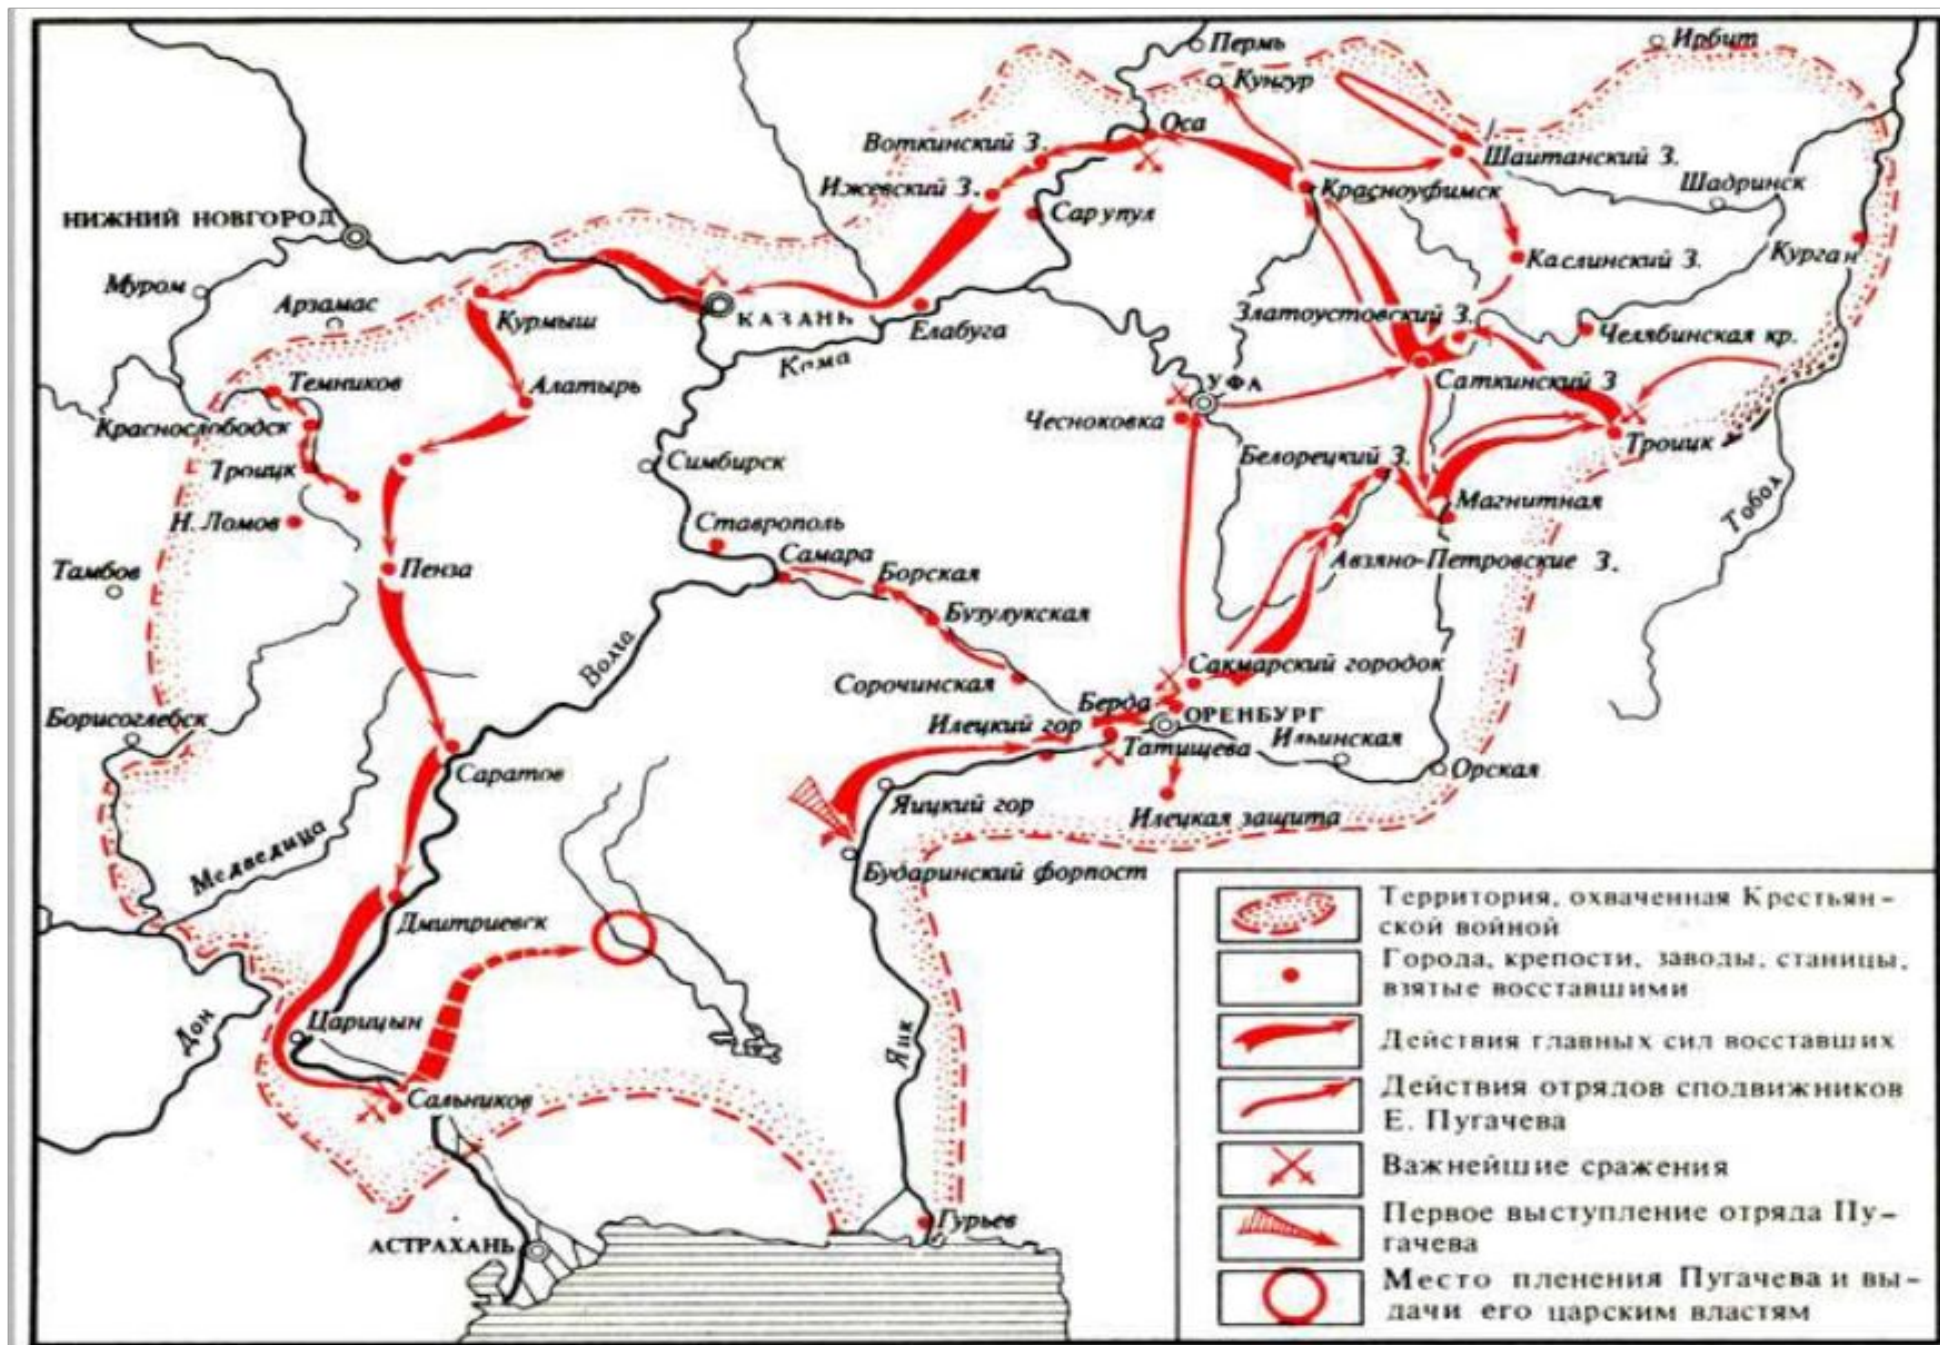 Пермь
Ирбит
Кунгур
Оса
Воткинский З.
Шаитанский З.
Ижевский З.
Красноуфимск
Шадринск
Сарупул
НИЖНИЙ НОВГОРОД
Каслинский З.
Курган
Муром
Арзамас
Курмыш
КАЗАНЬ
Елабуга
Златоустовский З.
Челябинская кр.
Кама
Темников
Алатырь
УФА
Саткинский З
Краснослободск
Чесноковка
Троицк
Троицк
Симбирск
Белорецкий З.
Магнитная
Тобол
Н. Ломов
Ставрополь
Самара
Тамбов
Пенза
Борская
Авзяно-Петровские З.
Бузулукская
Волга
Сакмарский городок
Сорочинская
Берда
Борисоглебск
Илецкий гор
ОРЕНБУРГ
Татищева
Ильинская
Саратов
Орская
Яицкий гор
Илецкая защита
Медведица
Бударинский форпост
Дмитриевск
Дон
Царицын
Яик
Сальников
Гурьев
АСТРАХАНЬ
Территория, охваченная Крестьян-
ской войной
Города, крепости, заводы, станицы,
взятые восставшими
Действия главных сил восставших
Действия отрядов сподвижников
Е. Пугачева
Важнейшие сражения
Первое выступление отряда Пу-
гачева
Место пленения Пугачева и вы-
дачи его царским властям